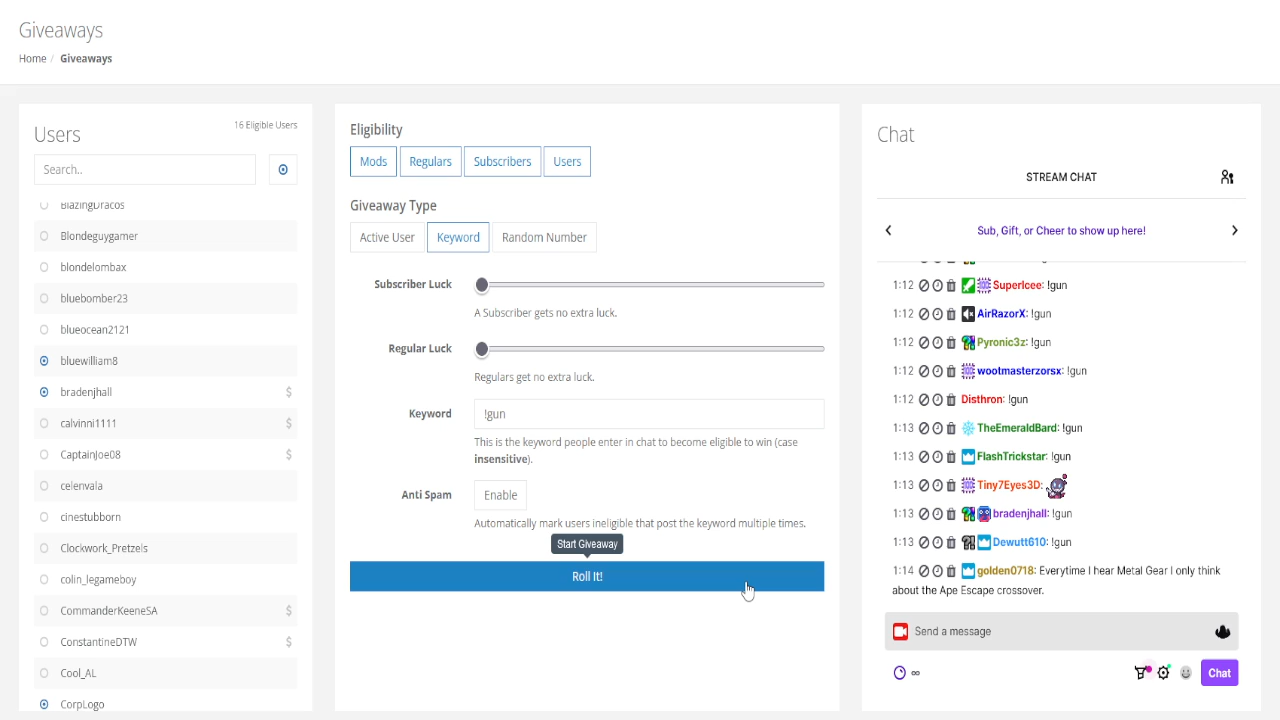 Giveaways
Home / Giveaways
Users
16 Eligible Users
Search..
BlazingDracos
Blondeguygamer
blondelombax
bluebomber23
blueocean2121
bluewilliam8
bradenjhall $
calvinni1111 $
CaptainJoe08 $
celenvala
cinestubborn
Clockwork_Pretzels
colin_legameboy
CommanderKeeneSA $
ConstantineDTW $
Cool_AL
CorpLogo
Eligibility
Mods Regulars Subscribers Users
Giveaway Type
Active User Keyword Random Number
Subscriber Luck
A Subscriber gets no extra luck.
Regular Luck
Regulars get no extra luck.
Keyword !gun
This is the keyword people enter in chat to become eligible to win (case
insensitive).
Anti Spam Enable
Automatically mark users ineligible that post the keyword multiple times.
Start Giveaway
Roll It!
Chat
STREAM CHAT
Sub, Gift, or Cheer to show up here!
1:12 SuperIcee: !gun
1:12 AirRazorX: !gun
1:12 Pyronic3z: !gun
1:12 wootmasterzorsx: !gun
1:12 Disthron: !gun
1:13 TheEmeraldBard: !gun
1:13 FlashTrickstar: !gun
1:13 Tiny7Eyes3D:
1:13 bradenjhall: !gun
1:13 Dewutt610: !gun
1:14 golden0718: Everytime I hear Metal Gear I only think
about the Ape Escape crossover.
Send a message
∞
Chat